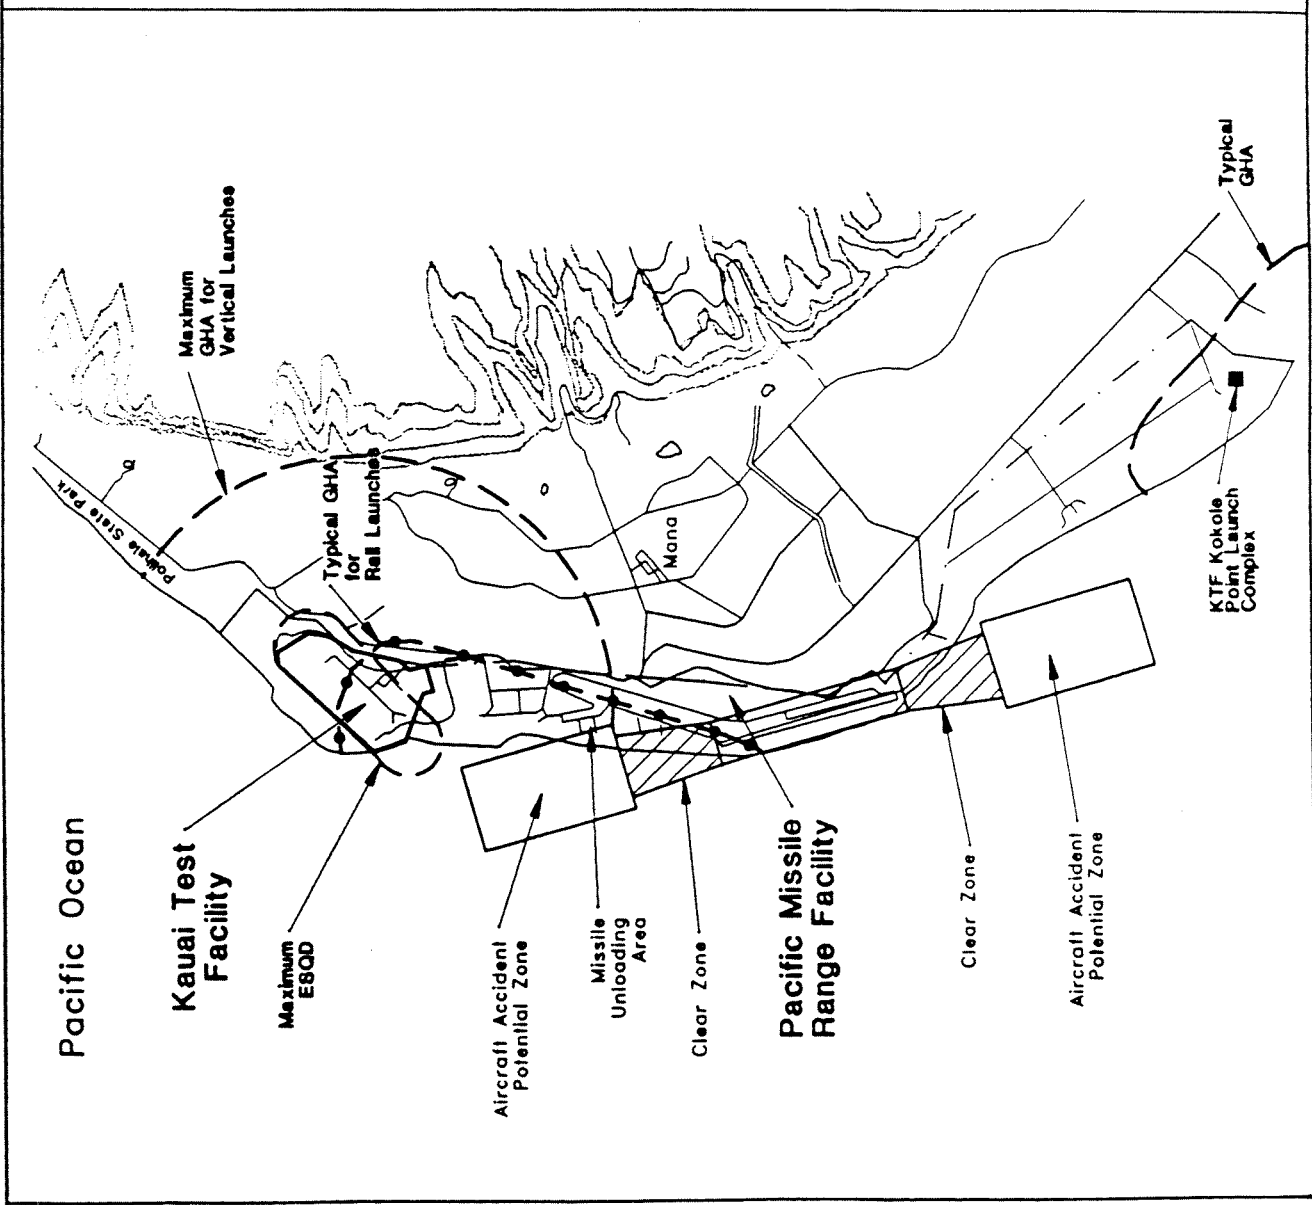 Pacific Ocean
Kauai Test
Facility
Maximum
ESQD
Aircraft Accident
Potential Zone
Missile
Unloading
Area
Clear Zone
Pacific Missile
Range Facility
Clear Zone
Aircraft Accident
Potential Zone
Polihale State Park
Maximum
GHA for
Vertical Launches
Typical GHA
for
Rail Launches
Mana
KTF Kokole
Point Launch
Complex
Typical
GHA